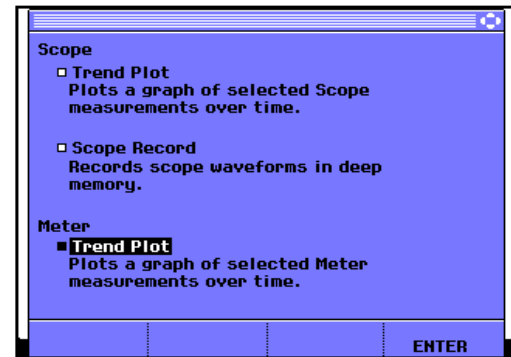 Scope
Trend Plot
Plots a graph of selected Scope
measurements over time.
Scope Record
Records scope waveforms in deep
memory.
Meter
Trend Plot
Plots a graph of selected Meter
measurements over time.
ENTER